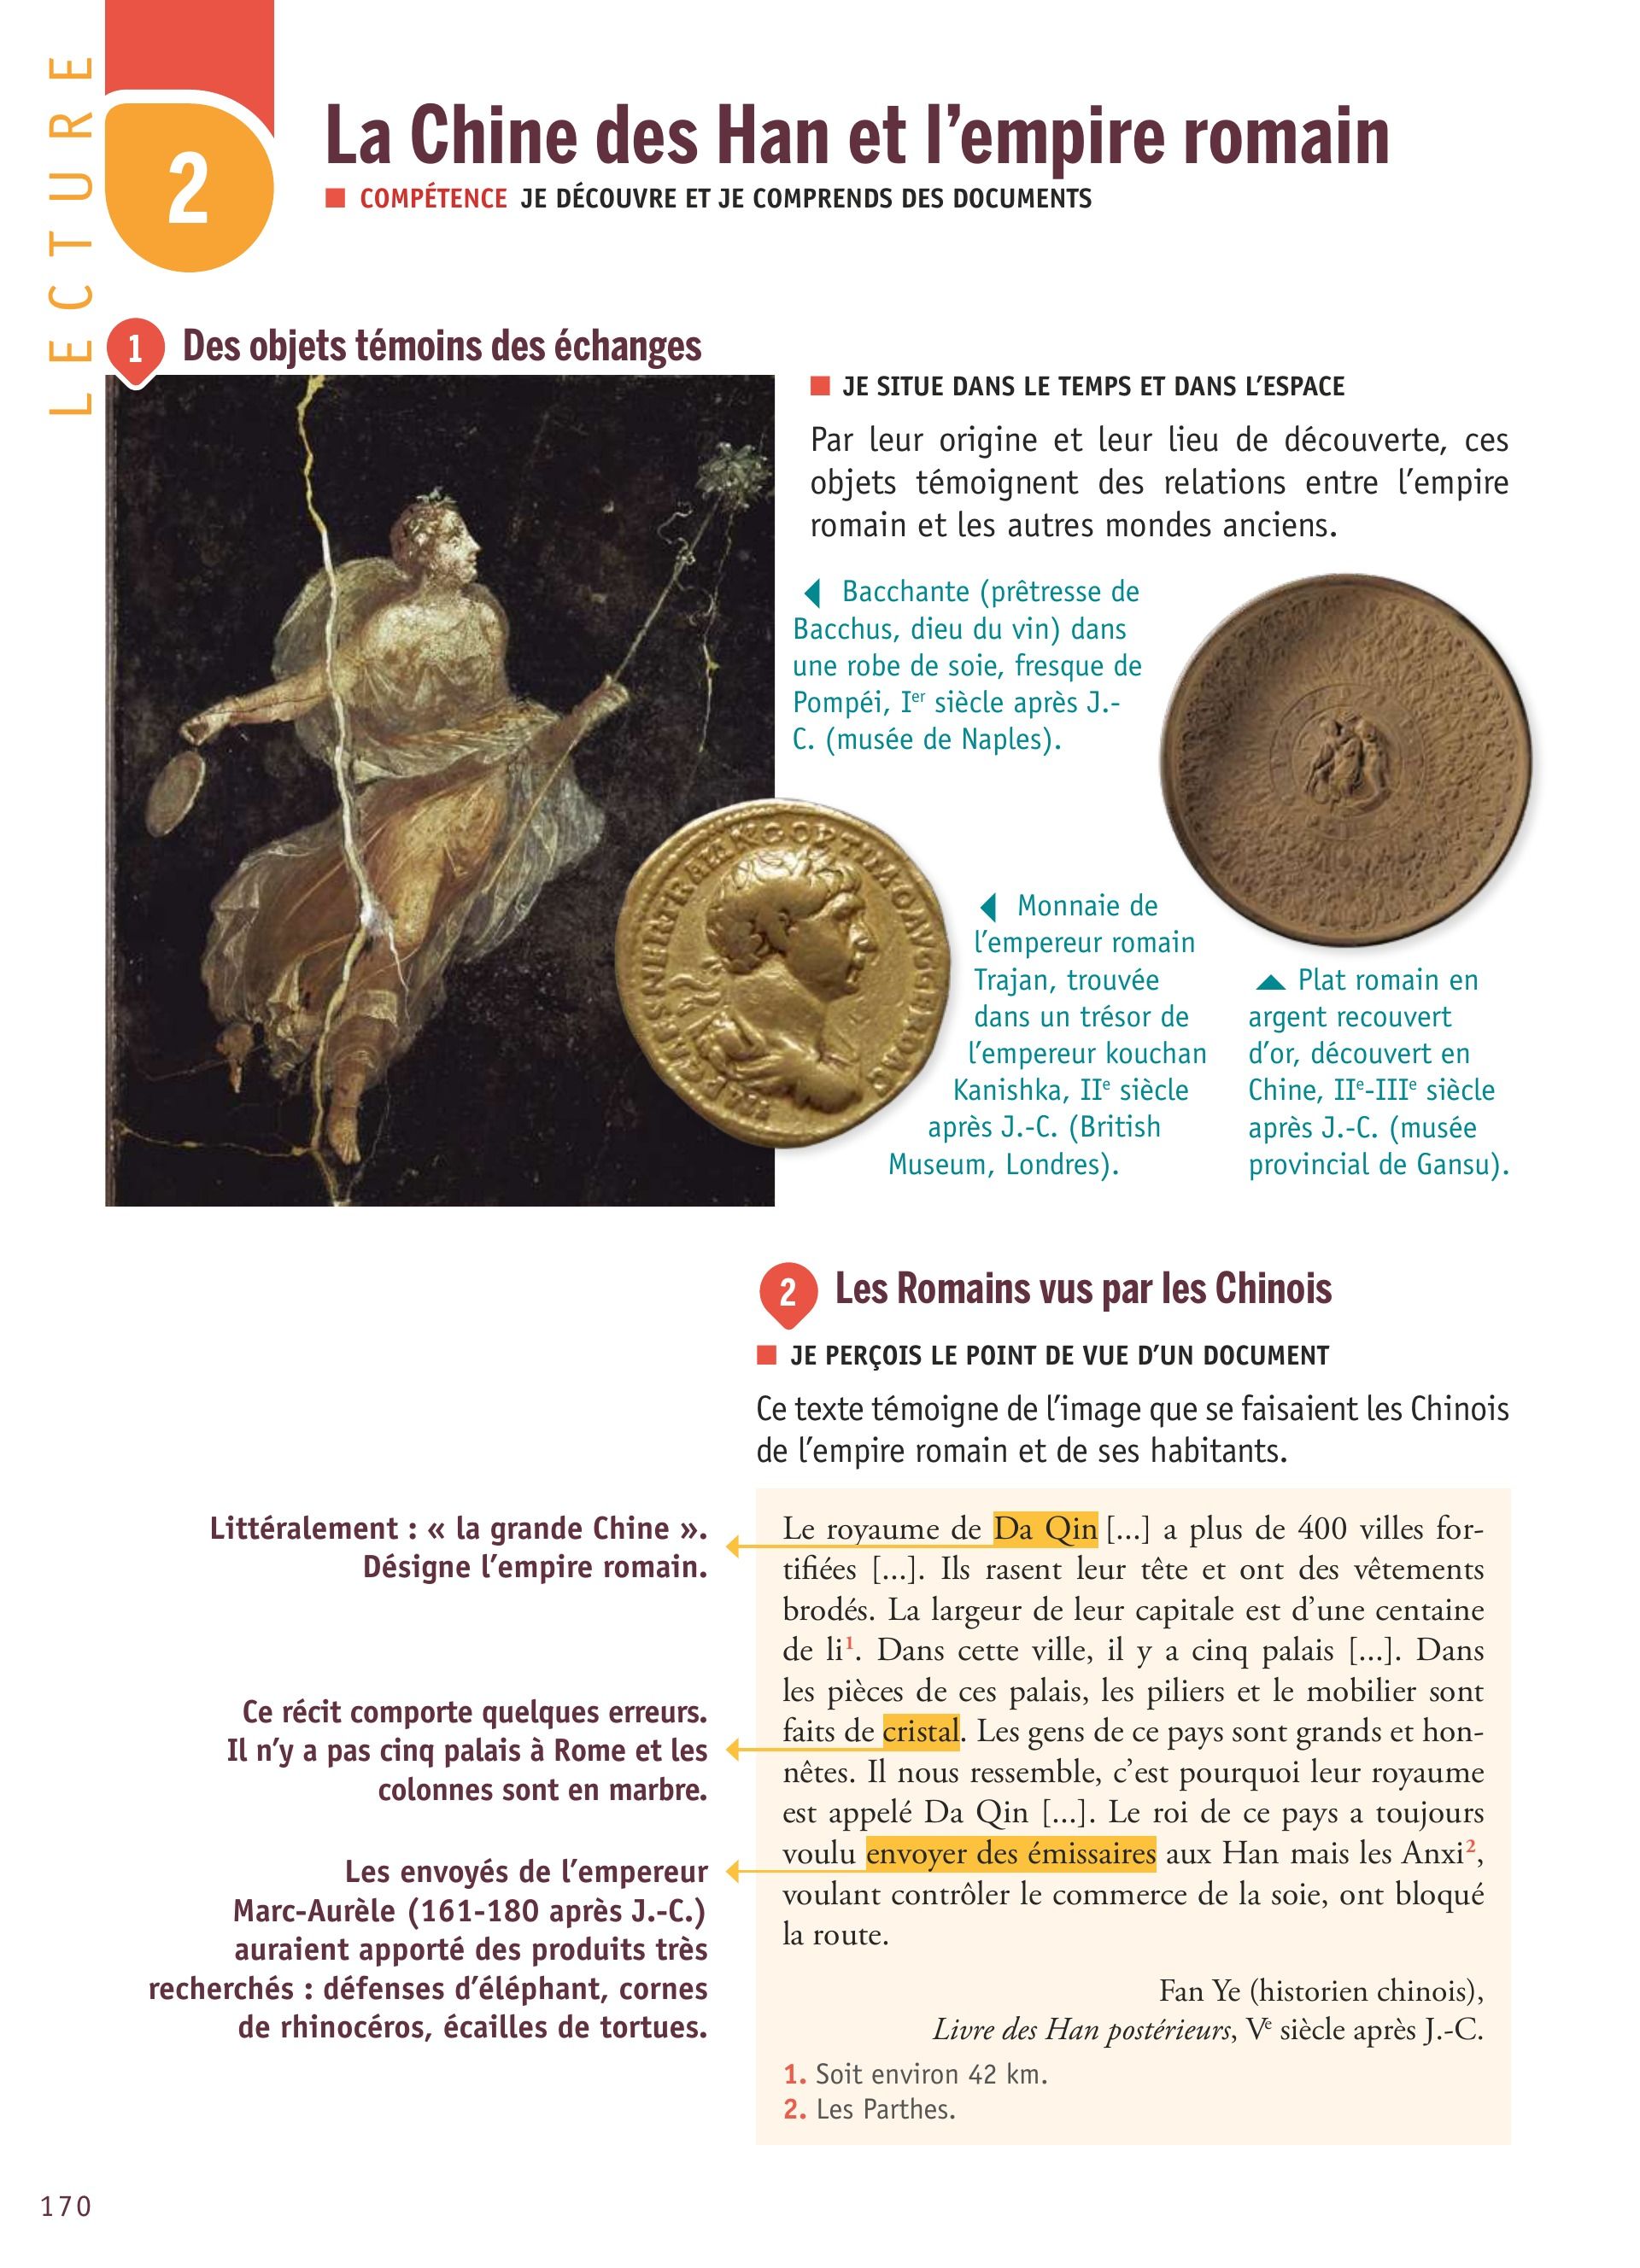 LECTURE
2
La Chine des Han et l’empire romain
COMPÉTENCE JE DÉCOUVRE ET JE COMPRENDS DES DOCUMENTS
1 Des objets témoins des échanges
JE SITUE DANS LE TEMPS ET DANS L’ESPACE
Par leur origine et leur lieu de découverte, ces
objets témoignent des relations entre l’empire
romain et les autres mondes anciens.
Bacchante (prêtresse de
Bacchus, dieu du vin) dans
une robe de soie, fresque de
Pompéi, Ier siècle après J.-
C. (musée de Naples).
Monnaie de
l’empereur romain
Trajan, trouvée
dans un trésor de
l’empereur kouchan
Kanishka, IIe siècle
après J.-C. (British
Museum, Londres).
Plat romain en
argent recouvert
d’or, découvert en
Chine, IIe-IIIe siècle
après J.-C. (musée
provincial de Gansu).
2 Les Romains vus par les Chinois
JE PERÇOIS LE POINT DE VUE D’UN DOCUMENT
Ce texte témoigne de l’image que se faisaient les Chinois
de l’empire romain et de ses habitants.
Littéralement : « la grande Chine ».
Désigne l’empire romain.
Ce récit comporte quelques erreurs.
Il n’y a pas cinq palais à Rome et les
colonnes sont en marbre.
Les envoyés de l’empereur
Marc-Aurèle (161-180 après J.-C.)
auraient apporté des produits très
recherchés : défenses d’éléphant, cornes
de rhinocéros, écailles de tortues.
Le royaume de Da Qin [...] a plus de 400 villes for-
tifiées [...]. Ils rasent leur tête et ont des vêtements
brodés. La largeur de leur capitale est d’une centaine
de li1. Dans cette ville, il y a cinq palais [...]. Dans
les pièces de ces palais, les piliers et le mobilier sont
faits de cristal. Les gens de ce pays sont grands et hon-
nêtes. Il nous ressemble, c’est pourquoi leur royaume
est appelé Da Qin [...]. Le roi de ce pays a toujours
voulu envoyer des émissaires aux Han mais les Anxi2,
voulant contrôler le commerce de la soie, ont bloqué
la route.
Fan Ye (historien chinois),
Livre des Han postérieurs, Ve siècle après J.-C.
1. Soit environ 42 km.
2. Les Parthes.
170